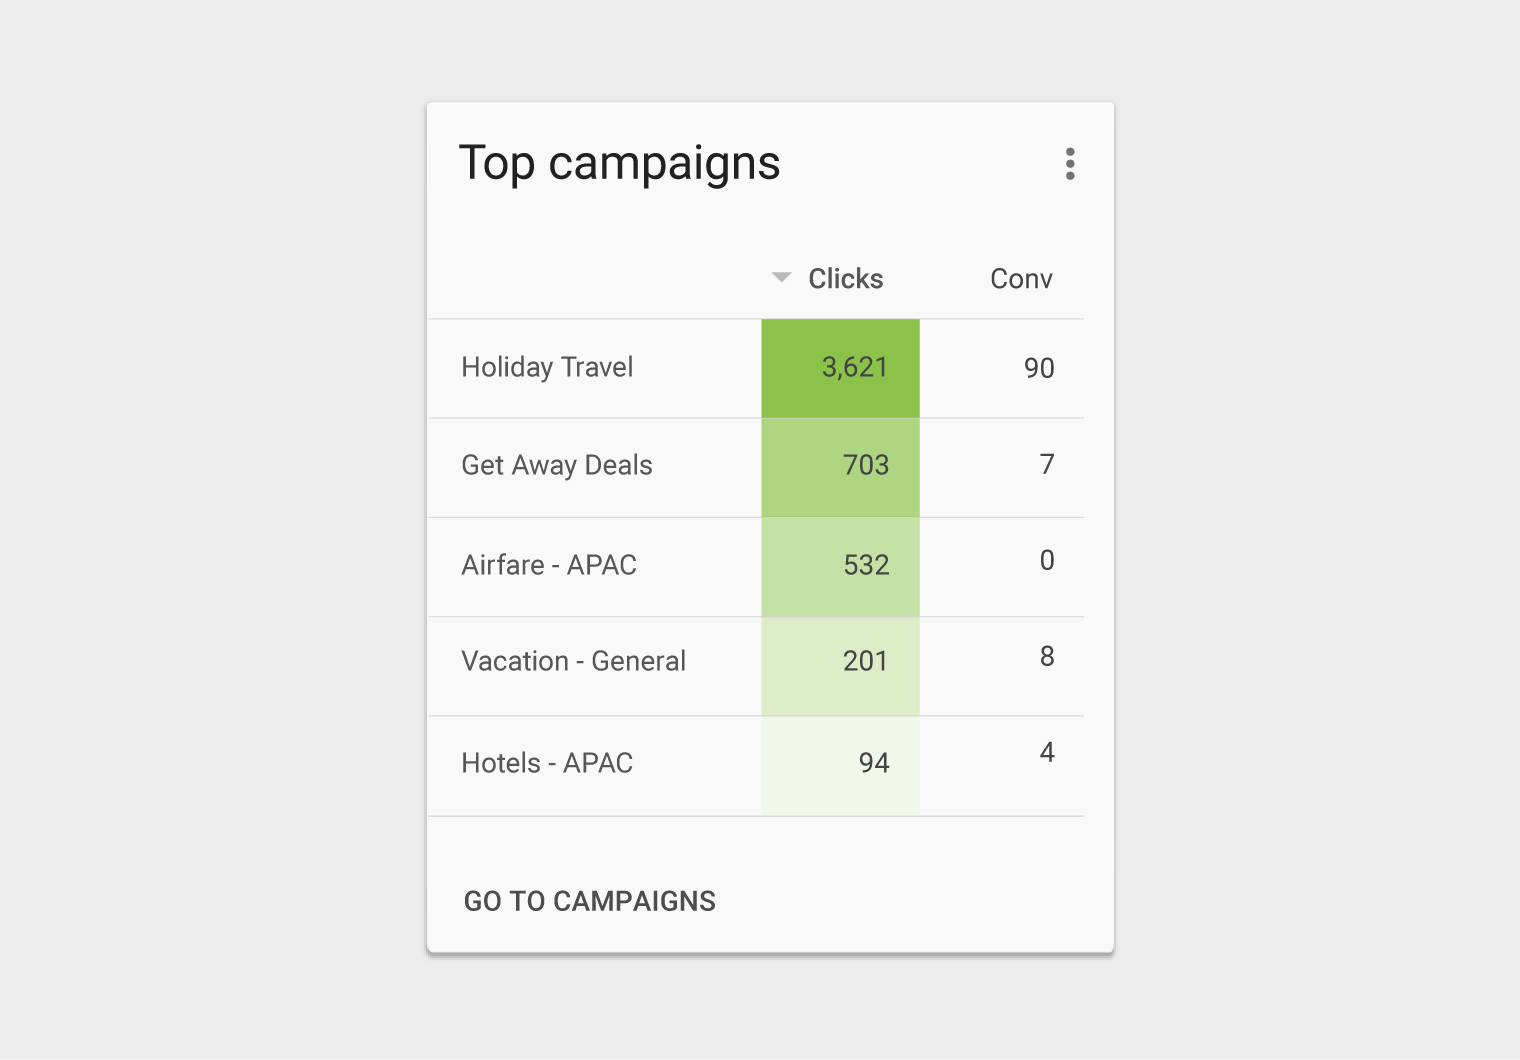 Top campaigns
Clicks Conv
Holiday Travel 3,621 90
Get Away Deals 703 7
Airfare - APAC 532 0
Vacation - General 201 8
Hotels - APAC 94 4
GO TO CAMPAIGNS